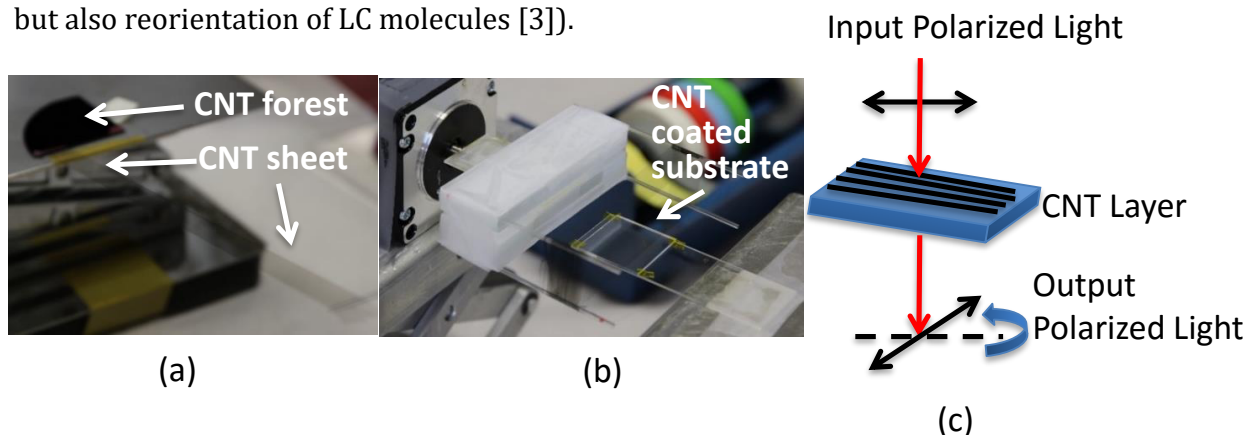 but also reorientation of LC molecules [3]).
CNT forest
CNT sheet
(a)
CNT
coated
substrate
(b)
Input Polarized Light
CNT Layer
Output
Polarized Light
(c)